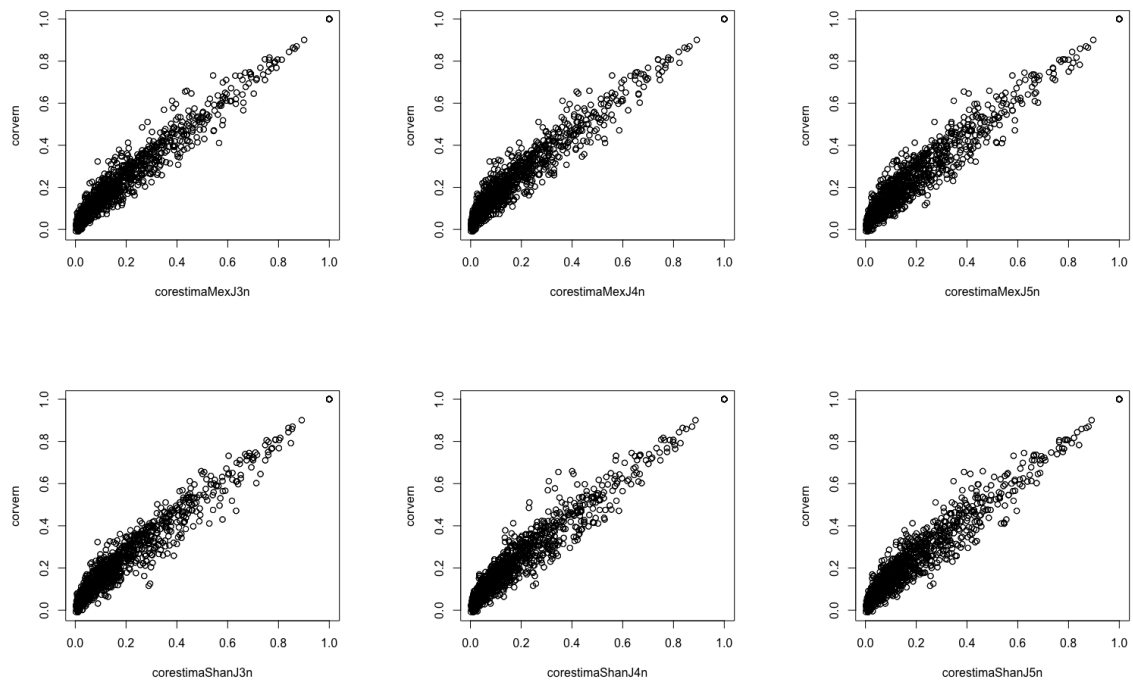 1.0
0.8
0.6
0.4
0.2
0.0
corvern
0.0 0.2 0.4 0.6 0.8 1.0
corestimaMexJ3n
1.0
0.8
0.6
0.4
0.2
0.0
corvern
0.0 0.2 0.4 0.6 0.8 1.0
corestimaMexJ4n
1.0
0.8
0.6
0.4
0.2
0.0
corvern
0.0 0.2 0.4 0.6 0.8 1.0
corestimaMexJ5n
1.0
0.8
0.6
0.4
0.2
0.0
corvern
0.0 0.2 0.4 0.6 0.8 1.0
corestimaShanJ3n
1.0
0.8
0.6
0.4
0.2
0.0
corvern
0.0 0.2 0.4 0.6 0.8 1.0
corestimaShanJ4n
1.0
0.8
0.6
0.4
0.2
0.0
corvern
0.0 0.2 0.4 0.6 0.8 1.0
corestimaShanJ5n